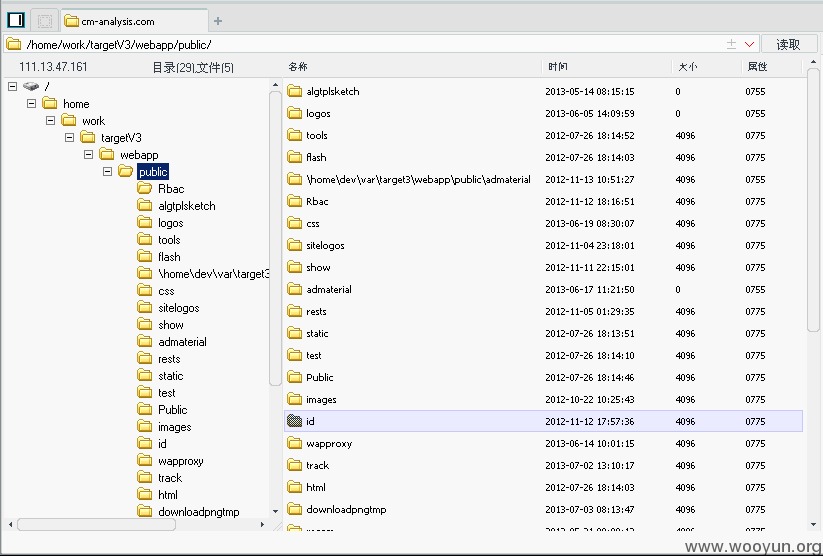 cm-analysis.com
/home/work/targetV3/webapp/public/ 读取
111.13.47.161 目录(29),文件(5) 名称 时间 大小 属性
/
home
work
targetV3
webapp
public
Rbac
algtplsketch
logos
tools
flash
\home\dev\var\target3
css
sitelogos
show
admaterial
rests
static
test
Public
images
id
wapproxy
track
html
downloadpngtmp
algtplsketch 2013-05-14 08:15:15 0 0755
logos 2013-06-05 14:09:59 0 0755
tools 2012-07-26 18:14:52 4096 0775
flash 2012-07-26 18:14:03 4096 0775
\home\dev\var\target3\webapp\public\admaterial 2012-11-13 10:51:27 4096 0755
Rbac 2012-11-12 18:16:51 4096 0775
css 2013-06-19 08:30:07 4096 0775
sitelogos 2012-11-04 23:18:01 4096 0775
show 2012-11-11 22:15:01 4096 0775
admaterial 2013-06-17 11:21:50 0 0755
rests 2012-11-05 01:29:35 4096 0775
static 2012-07-26 18:13:51 4096 0775
test 2012-07-26 18:14:10 4096 0775
Public 2012-07-26 18:14:46 4096 0775
images 2012-10-22 10:25:43 4096 0775
id 2012-11-12 17:57:36 4096 0775
wapproxy 2013-06-14 10:01:15 4096 0775
track 2013-07-02 13:10:17 4096 0775
html 2012-07-26 18:14:03 4096 0775
downloadpngtmp 2013-07-03 08:13:47 4096 0775
www.wooyun.org